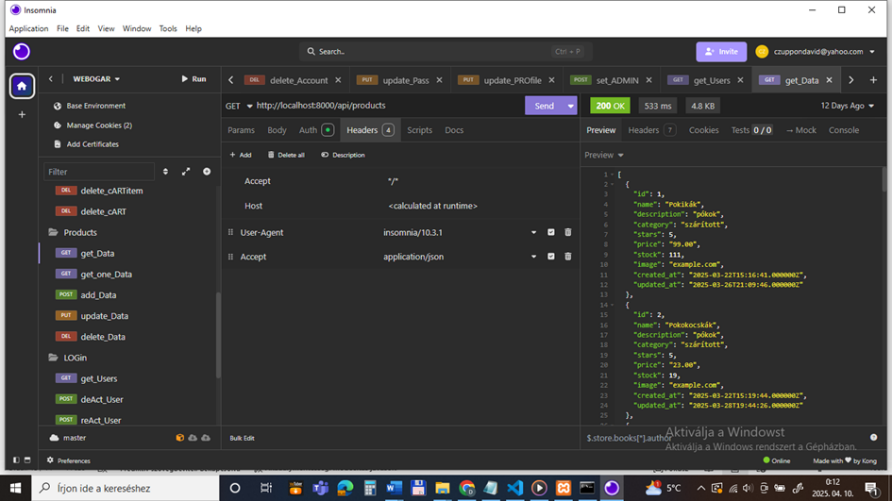 Insomnia
Application File Edit View Window Tools Help
Search.. Ctrl + P Invite czuppondavid@yahoo.com
WEBOGAR Run DEL delete_Account PUT update_Pass PUT update_PROfile POST set_ADMIN GET get_Users GET get_Data
Base Environment
Manage Cookies (2)
Add Certificates
Filter
DEL delete_cARTitem
DEL delete_cART
Products
GET get_Data
GET get_one_Data
POST add_Data
PUT update_Data
DEL delete_Data
LOGin
GET get_Users
POST deAct_User
POST reAct_User
master
Preferences
GET http://localhost:8000/api/products Send
Params Body Auth Headers 4 Scripts Docs
Add Delete all Description
Accept "*/*"
Host <calculated at runtime>
User-Agent insomnia/10.3.1
Accept application/json
Bulk Edit
200 OK 533 ms 4.8 KB 12 Days Ago
Preview Headers 7 Cookies Tests 0 / 0 → Mock Console
Preview
1 [
2 {
3 "id": 1,
4 "name": "Pokikák",
5 "description": "pókok",
6 "category": "szárított",
7 "stars": 5,
8 "price": "99.00",
9 "stock": 111,
10 "image": "example.com",
11 "created_at": "2025-03-22T15:16:41.000000Z",
12 "updated_at": "2025-03-26T21:09:46.000000Z"
13 },
14 {
15 "id": 2,
16 "name": "Pokokocskák",
17 "description": "pókok",
18 "category": "szárított",
19 "stars": 5,
20 "price": "23.00",
21 "stock": 19,
22 "image": "example.com",
23 "created_at": "2025-03-22T15:19:44.000000Z",
24 "updated_at": "2025-03-28T19:44:26.000000Z"
25 },
$.store.books[*].author
Aktiválja a Windowst
Aktiválja a Windows rendszert a Gépházban.
Online Made with ♥ by Kong
Írjon ide a kereséshez
5°C
0:12
2025. 04. 10.